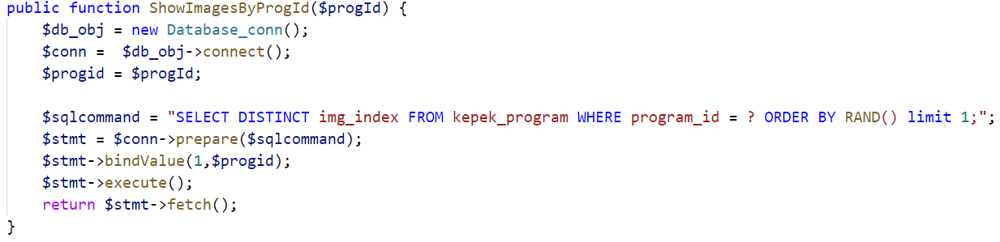 public function ShowImagesByProgId($progId) {
    $db_obj = new Database_conn();
    $conn =  $db_obj->connect();
    $progid = $progId;

    $sqlcommand = "SELECT DISTINCT img_index FROM kepek_program WHERE program_id = ? ORDER BY RAND() limit 1;";
    $stmt = $conn->prepare($sqlcommand);
    $stmt->bindValue(1,$progid);
    $stmt->execute();
    return $stmt->fetch();
}